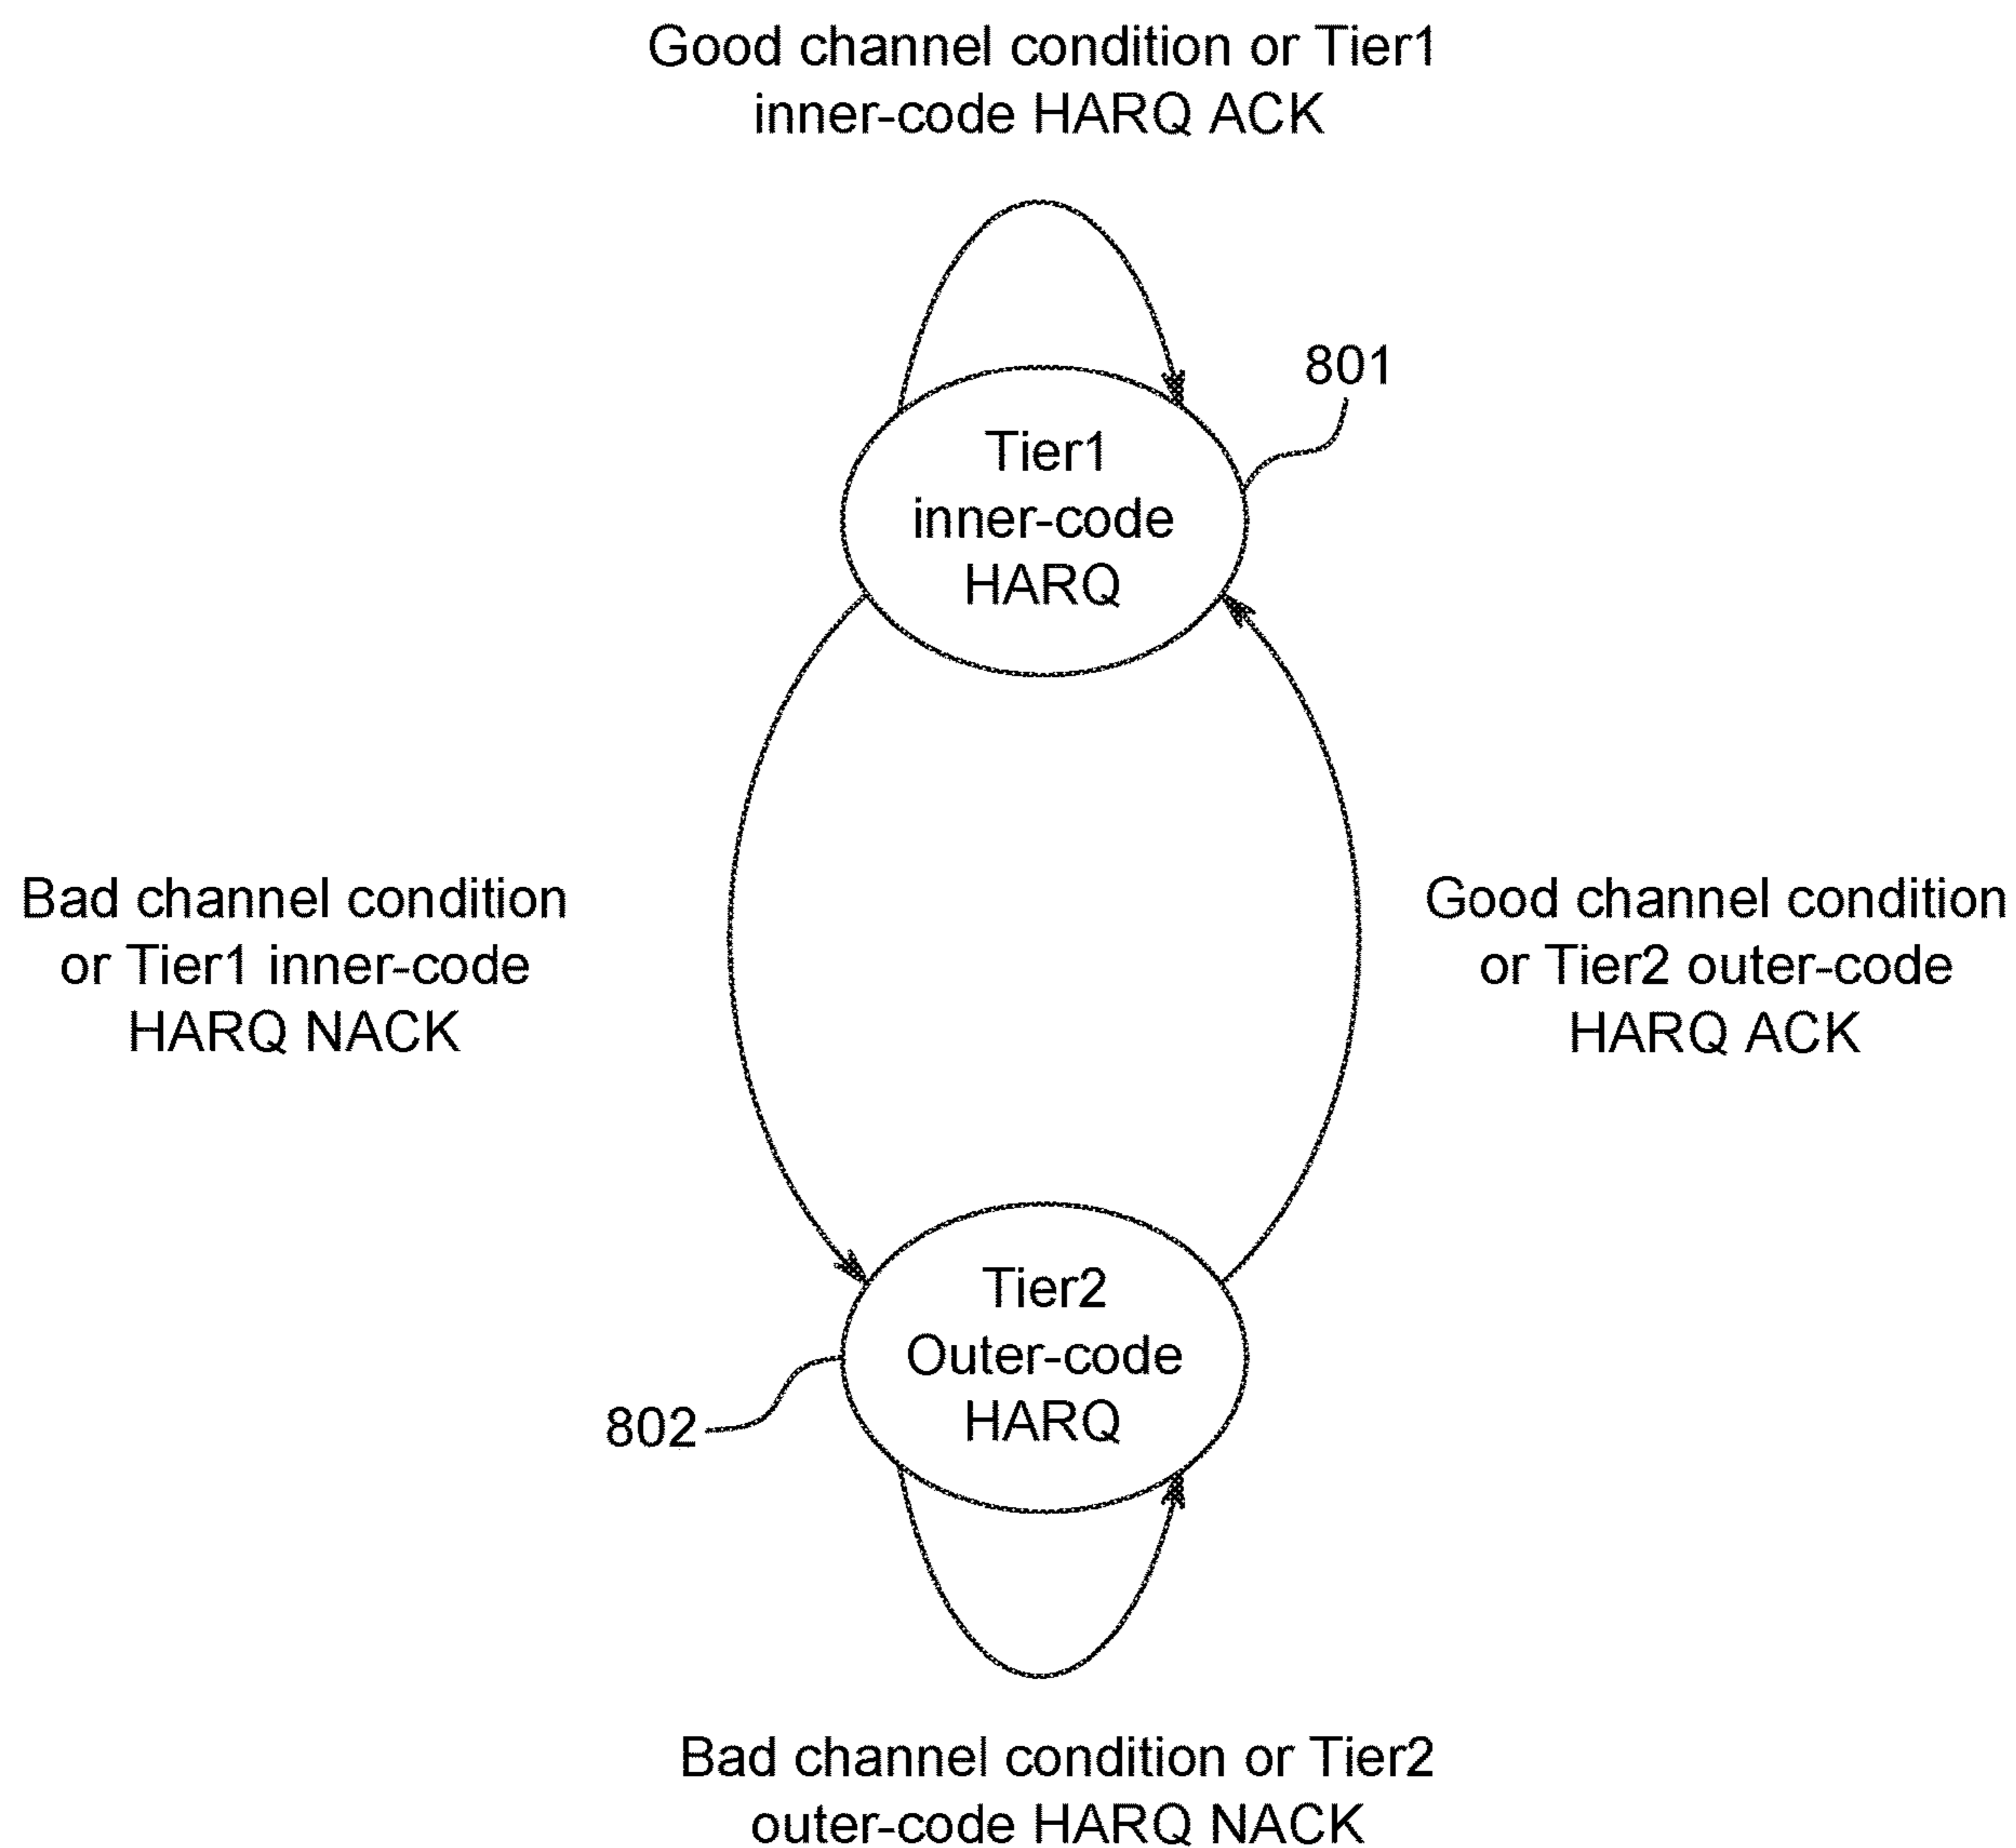 Good channel condition or Tier1
inner-code HARQ ACK
801
Tier1
inner-code
HARQ
Bad channel condition
or Tier1 inner-code
HARQ NACK
Good channel condition
or Tier2 outer-code
HARQ ACK
Tier2
Outer-code
HARQ
802
Bad channel condition or Tier2
outer-code HARQ NACK